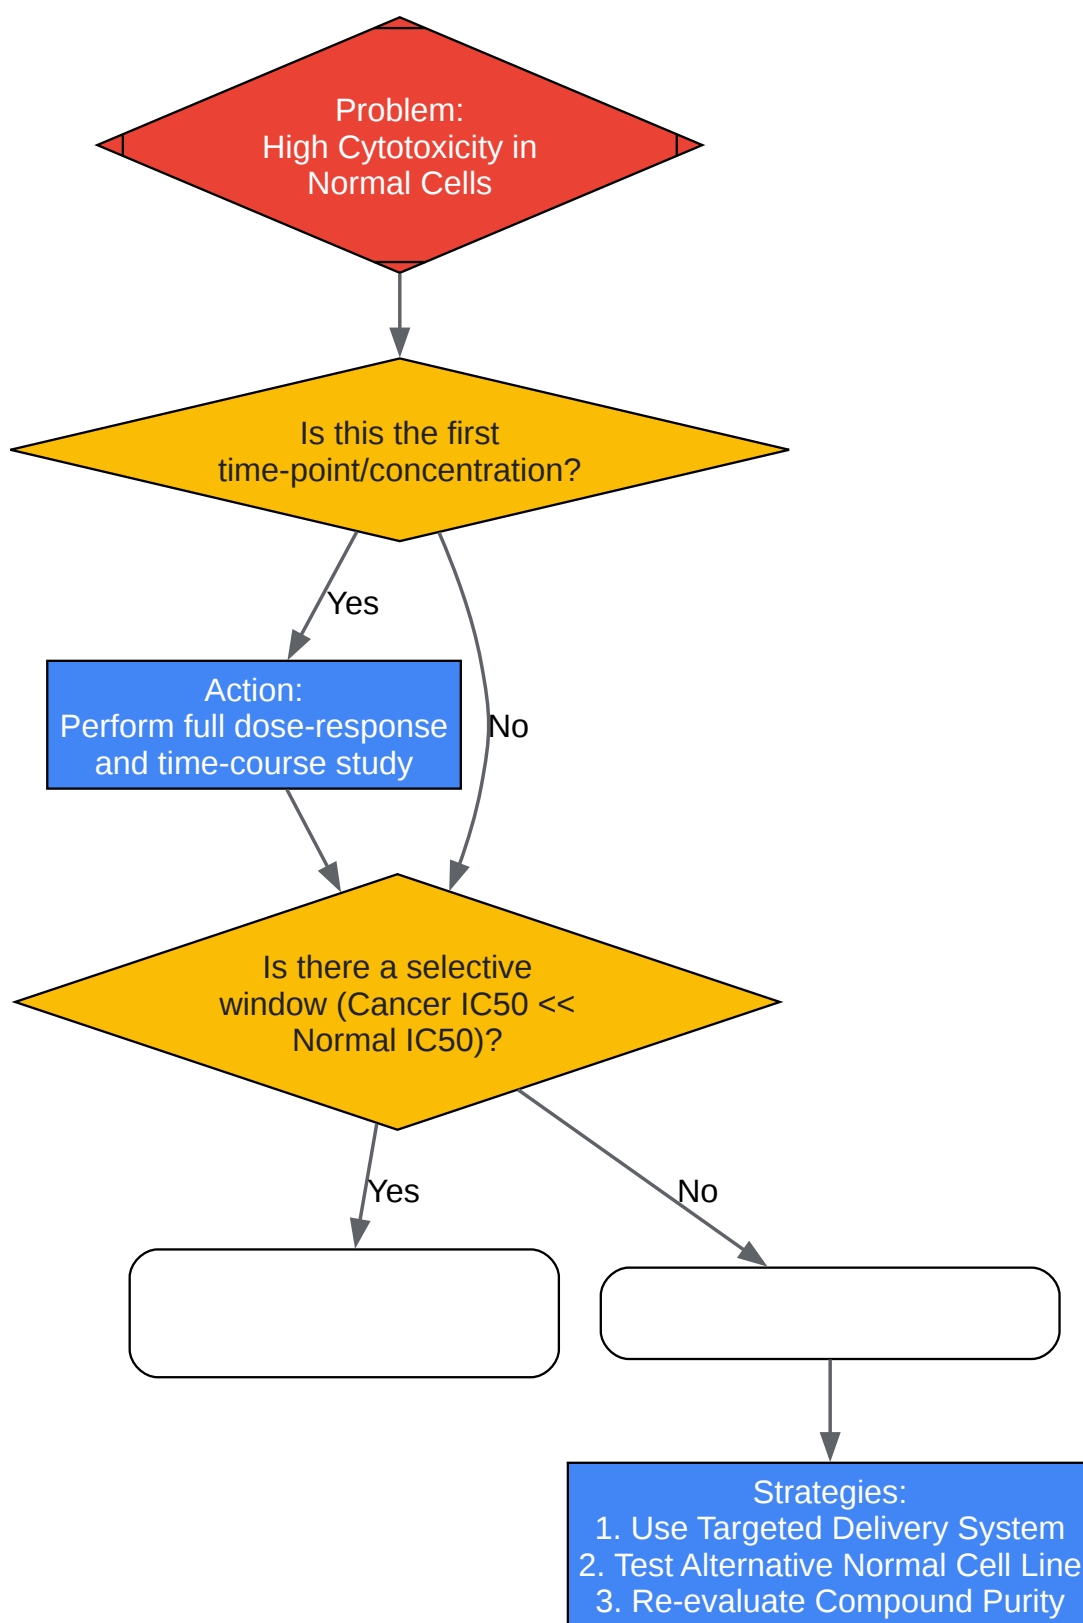 Problem:
High Cytotoxicity in
Normal Cells
Is this the first
time-point/concentration?
Yes
No
Action:
Perform full dose-response
and time-course study
Is there a selective
window (Cancer IC50 <<
Normal IC50)?
Yes
No
Strategies:
1. Use Targeted Delivery System
2. Test Alternative Normal Cell Line
3. Re-evaluate Compound Purity